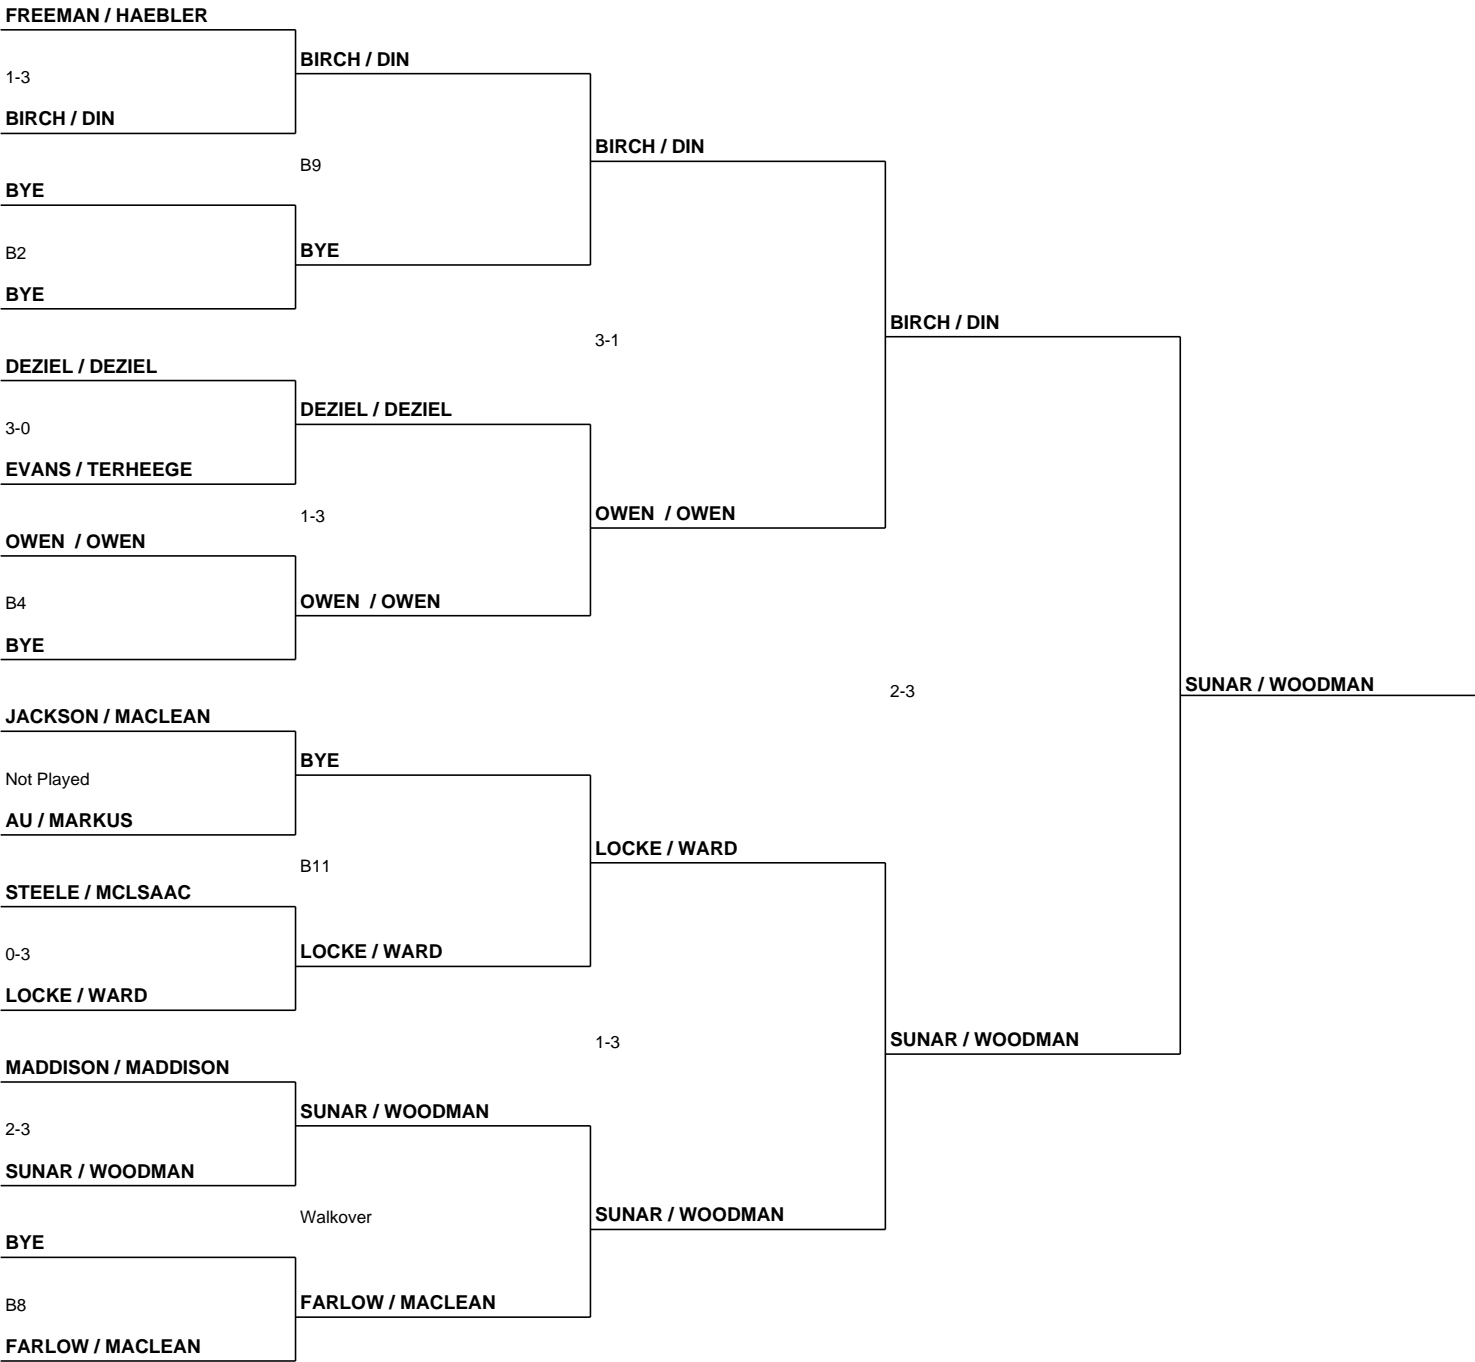 FREEMAN / HAEBLER
1-3
BIRCH / DIN
BYE
B2
BYE
DEZIEL / DEZIEL
3-0
EVANS / TERHEEGE
OWEN / OWEN
B4
BYE
JACKSON / MACLEAN
Not Played
AU / MARKUS
STEELE / MCLSAAC
0-3
LOCKE / WARD
MADDISON / MADDISON
2-3
SUNAR / WOODMAN
BYE
B8
FARLOW / MACLEAN
BIRCH / DIN
B9
BYE
DEZIEL / DEZIEL
1-3
OWEN / OWEN
BYE
B11
LOCKE / WARD
SUNAR / WOODMAN
Walkover
FARLOW / MACLEAN
BIRCH / DIN
3-1
OWEN / OWEN
LOCKE / WARD
1-3
SUNAR / WOODMAN
BIRCH / DIN
2-3
SUNAR / WOODMAN
SUNAR / WOODMAN